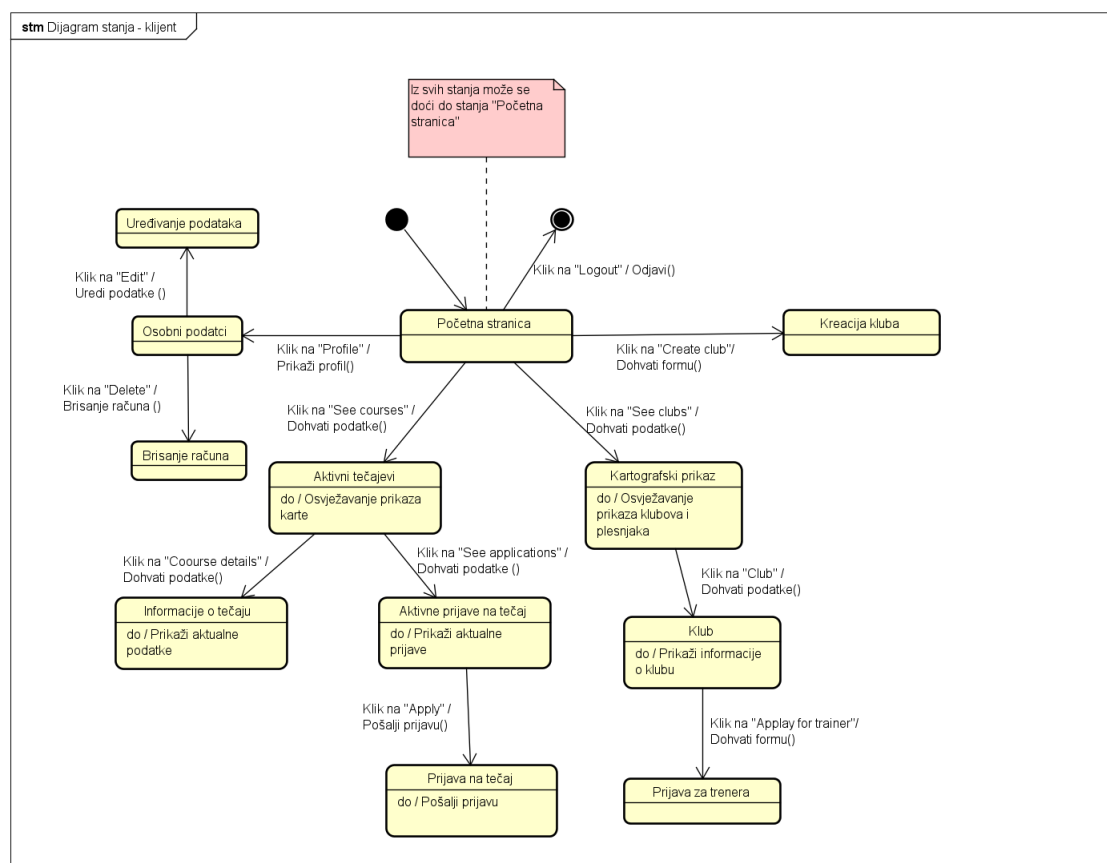 stm Dijagram stanja - klijent
Iz svih stanja može se
doći do stanja "Početna
stranica"
Uređivanje podataka
Klik na "Logout" / Odjavi()
Klik na "Edit" /
Uredi podatke ()
Osobni podatci
Početna stranica
Kreacija kluba
Klik na "Profile" /
Prikaži profil()
Klik na "Create club"/
Dohvati formu()
Klik na "Delete" /
Brisanje računa ()
Klik na "See courses" /
Dohvati podatke()
Klik na "See clubs" /
Dohvati podatke()
Brisanje računa
Aktivni tečajevi
do / Osvježavanje prikaza
karte
Kartografski prikaz
do / Osvježavanje
prikaza klubova i
plesnjaka
Klik na "Coourse details" /
Dohvati podatke()
Klik na "See applications" /
Dohvati podatke ()
Klik na "Club" /
Dohvati podatke()
Informacije o tečaju
do / Prikaži aktualne
podatke
Aktivne prijave na tečaj
do / Prikaži aktualne
prijave
Klub
do / Prikaži informacije
o klubu
Klik na "Apply" /
Pošalji prijavu()
Klik na "Applay for trainer"/
Dohvati formu()
Prijava na tečaj
do / Pošalji prijavu
Prijava za trenera